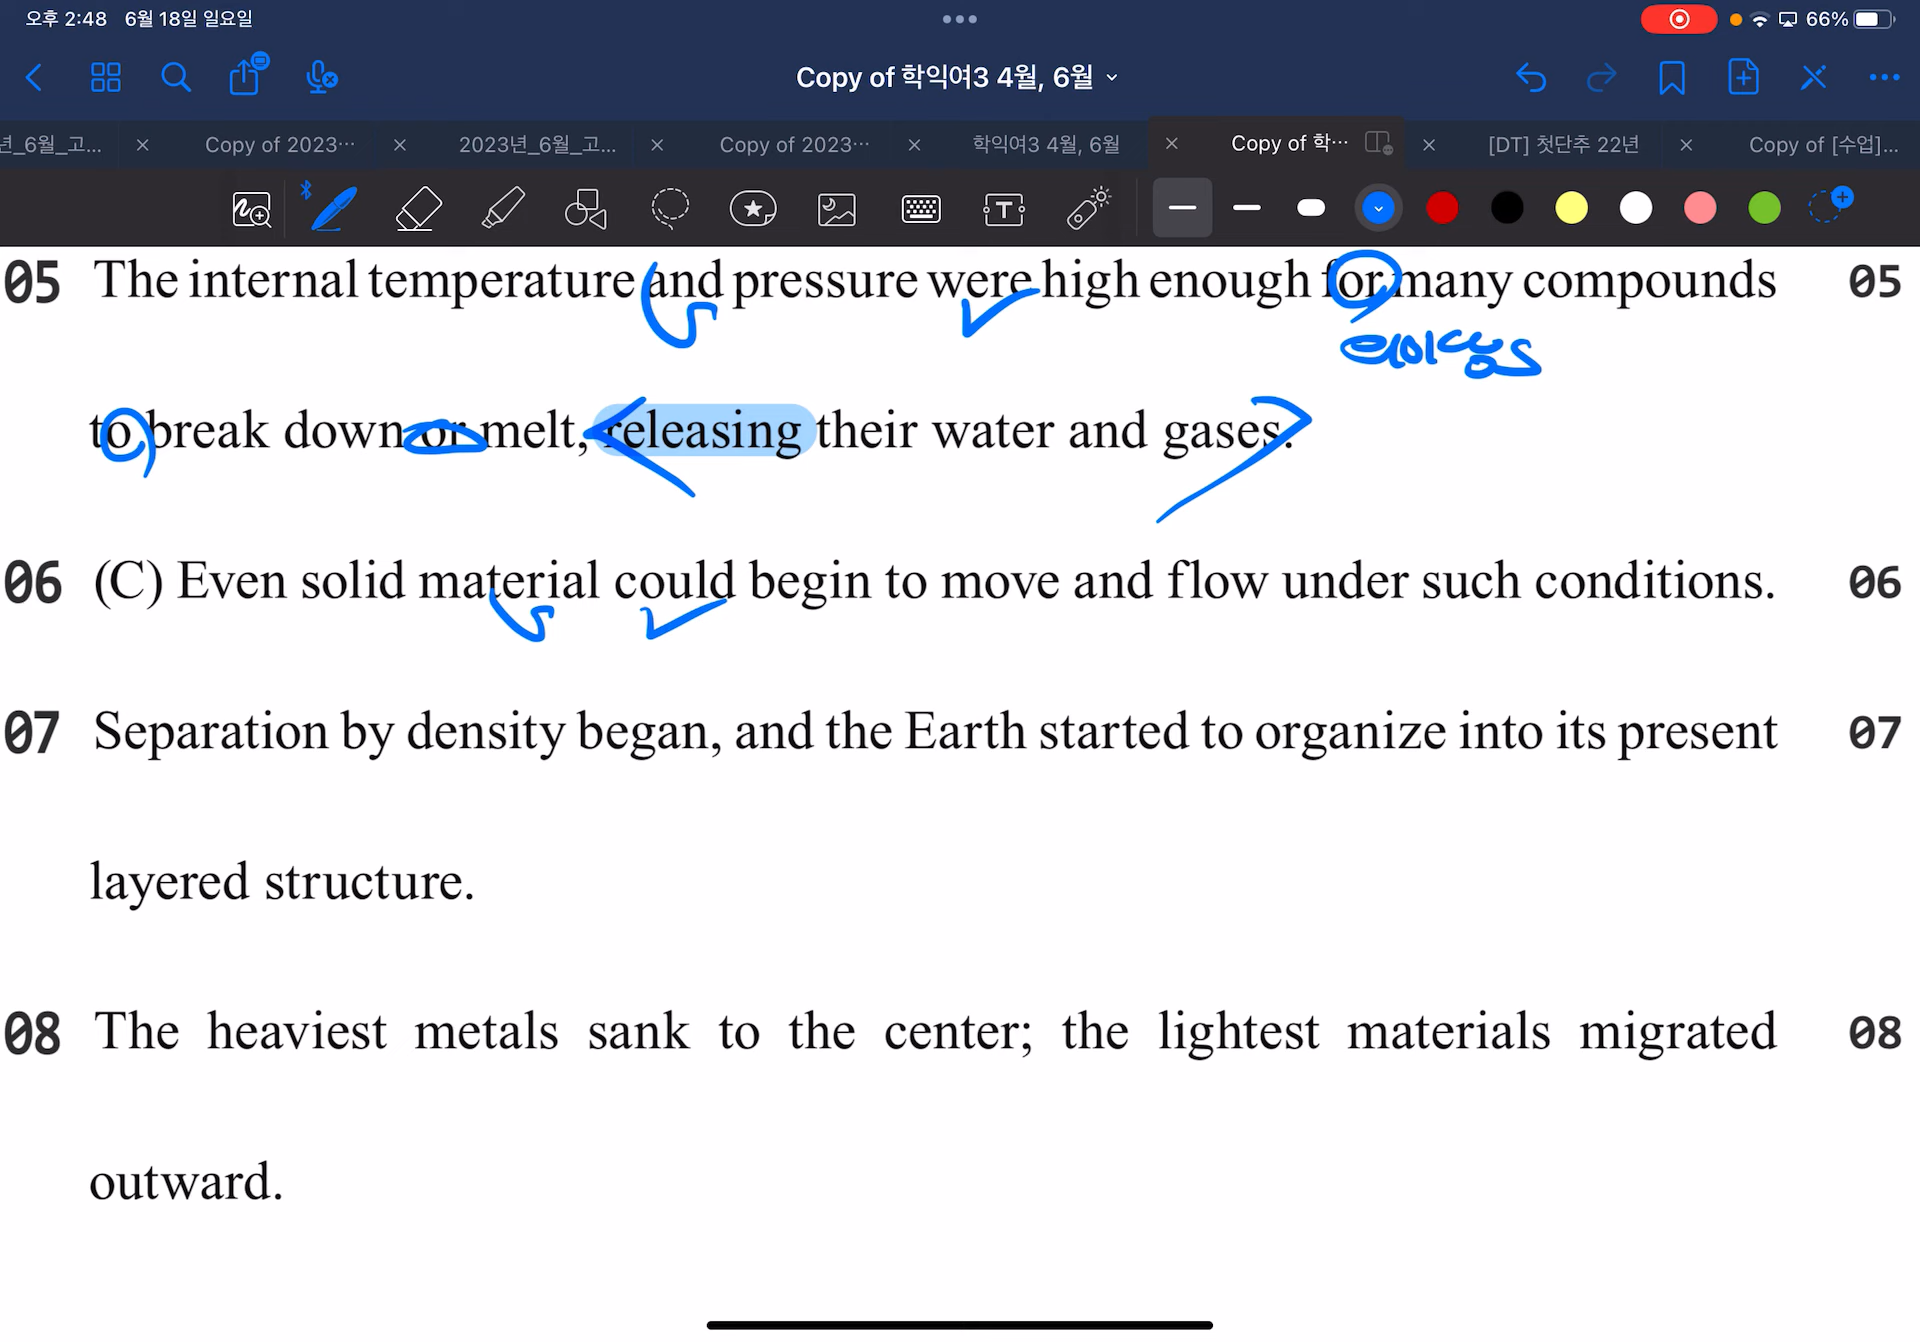 오후 2:48 6월 18일 일요일
66%
Copy of 학익여3 4월, 6월
년_6월_고... Copy of 2023... 2023년_6월_고... Copy of 2023... 학익여3 4월, 6월 Copy of 학... [DT] 첫단추 22년 Copy of [수업]...
05 The internal temperature and pressure were high enough for many compounds 05
to break down or melt, releasing their water and gases.
06 (C) Even solid material could begin to move and flow under such conditions. 06
S
07 Separation by density began, and the Earth started to organize into its present 07
layered structure.
08 The heaviest metals sank to the center; the lightest materials migrated 08
outward.